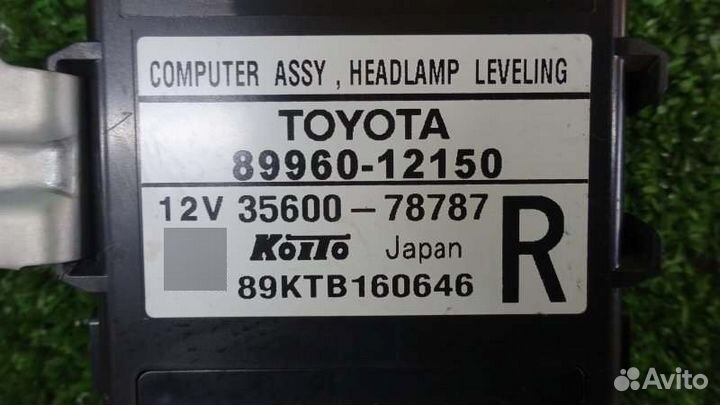 COMPUTER ASSY , HEADLAMP LEVELING
TOYOTA
89960-12150
12V 35600-78787
R
KOITO Japan
89KTB160646
Avito